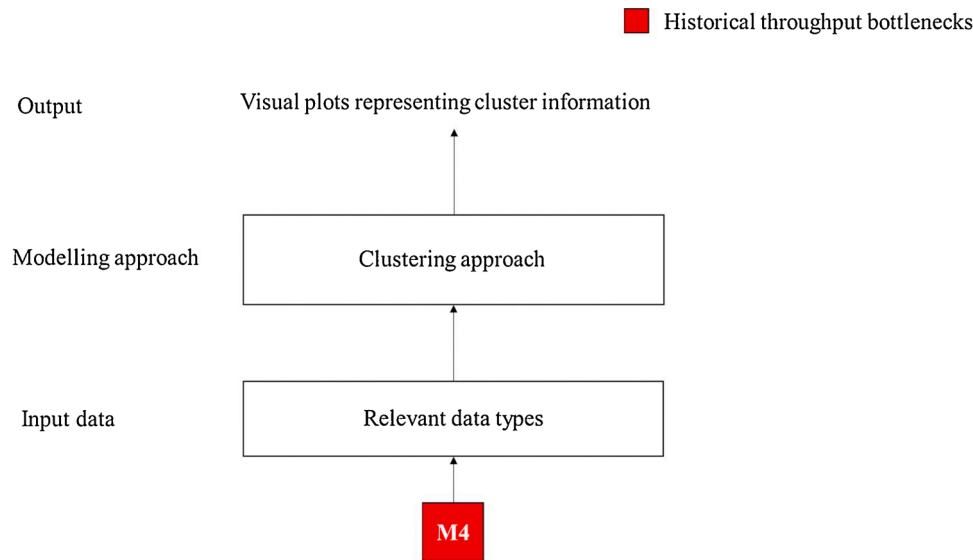 Historical throughput bottlenecks
Output
Visual plots representing cluster information
Modelling approach
Clustering approach
Input data
Relevant data types
M4